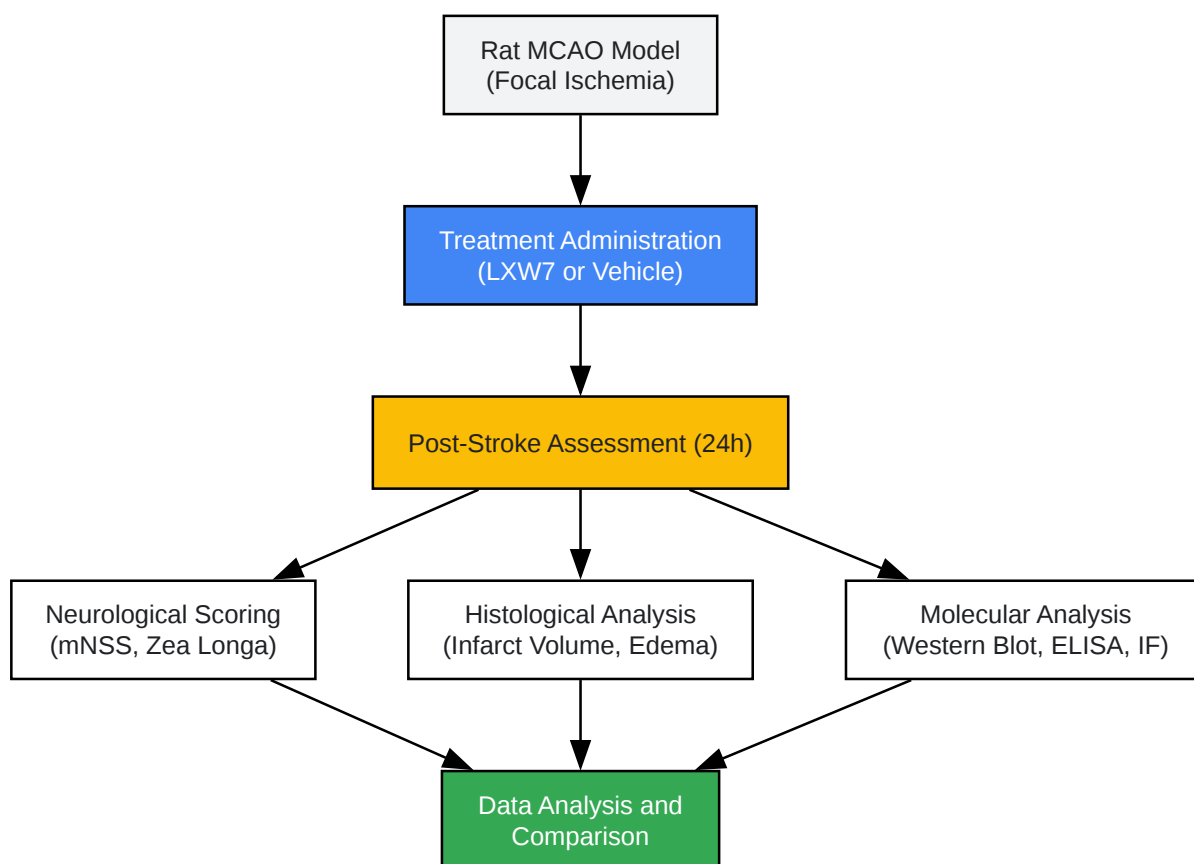 Rat MCAO Model
(Focal Ischemia)
Treatment Administration
(LXW7 or Vehicle)
Post-Stroke Assessment (24h)
Neurological Scoring
(mNSS, Zea Longa)
Histological Analysis
(Infarct Volume, Edema)
Molecular Analysis
(Western Blot, ELISA, IF)
Data Analysis and
Comparison